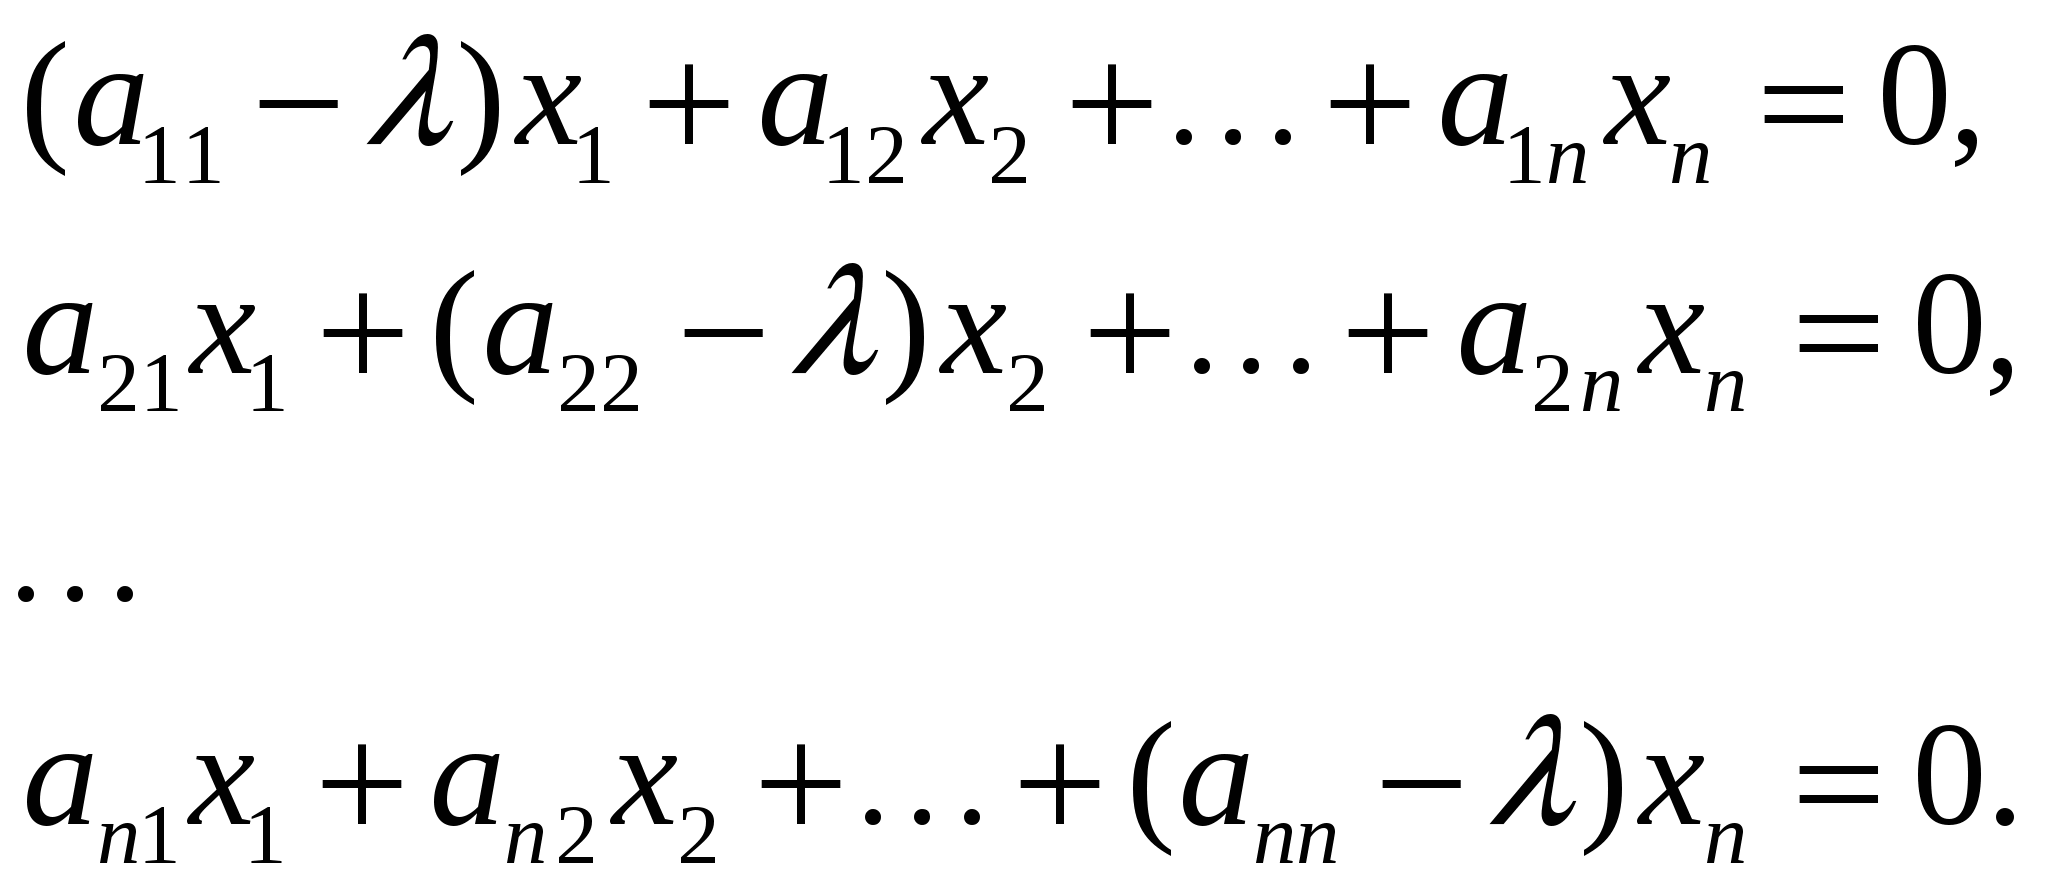 (a₁₁ − λ)x₁ + a₁₂x₂ + … + a₁ₙxₙ = 0,
a₂₁x₁ + (a₂₂ − λ)x₂ + … + a₂ₙxₙ = 0,
…
aₙ₁x₁ + aₙ₂x₂ + … + (aₙₙ − λ)xₙ = 0.